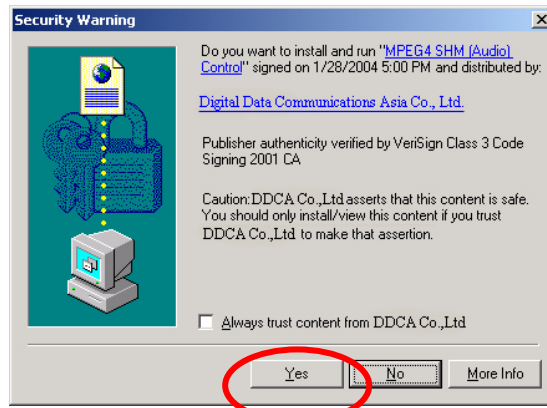 Security Warning
Do you want to install and run "MPEG4 SHM (Audio)
Control" signed on 1/28/2004 5:00 PM and distributed by:
Digital Data Communications Asia Co., Ltd.
Publisher authenticity verified by VeriSign Class 3 Code
Signing 2001 CA
Caution:DDCA Co.,Ltd asserts that this content is safe.
You should only install/view this content if you trust
DDCA Co.,Ltd to make that assertion.
Always trust content from DDCA Co.,Ltd
Yes No More Info